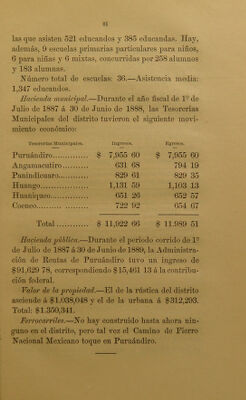 81
las que asisten 521 educandos y 385 educandas. Hay,
además, 9 escuelas primarias particulares para niños,
6 para niñas y 6 mixtas, concurridas por 258 alumnos
y 183 alumnas.
Número total de escuelas: 36.—Asistencia media:
1,347 educandos.
Hacienda municipal.—Durante el año fiscal de 1º de
Julio de 1887 á 30 de Junio de 1888, las Tesorerías
Municipales del distrito tuvieron el siguiente movi-
miento económico:
Tesorerías Municipales. Ingresos. Egresos.
Puruándiro............ $ 7,955 60 $ 7,955 60
Angamacutiro......... 631 68 794 19
Panindícuaro......... 829 61 829 35
Huango............... 1,131 59 1,103 13
Huaniqueo............ 651 26 652 57
Coeneo............... 722 92 654 67
Total........ $ 11,922 66 $ 11,989 51
Hacienda pública.—Durante el período corrido de 1º
de Julio de 1887 á 30 de Junio de 1889, la Administra-
ción de Rentas de Puruándiro tuvo un ingreso de
$91,629 78, correspondiendo $15,461 13 á la contribu-
ción federal.
Valor de la propiedad.—El de la rústica del distrito
asciende á $1.038,048 y el de la urbana á $312,293.
Total: $1.350,341.
Ferrocarriles.—No hay construido hasta ahora nin-
guno en el distrito, pero tal vez el Camino de Fierro
Nacional Mexicano toque en Puruándiro.